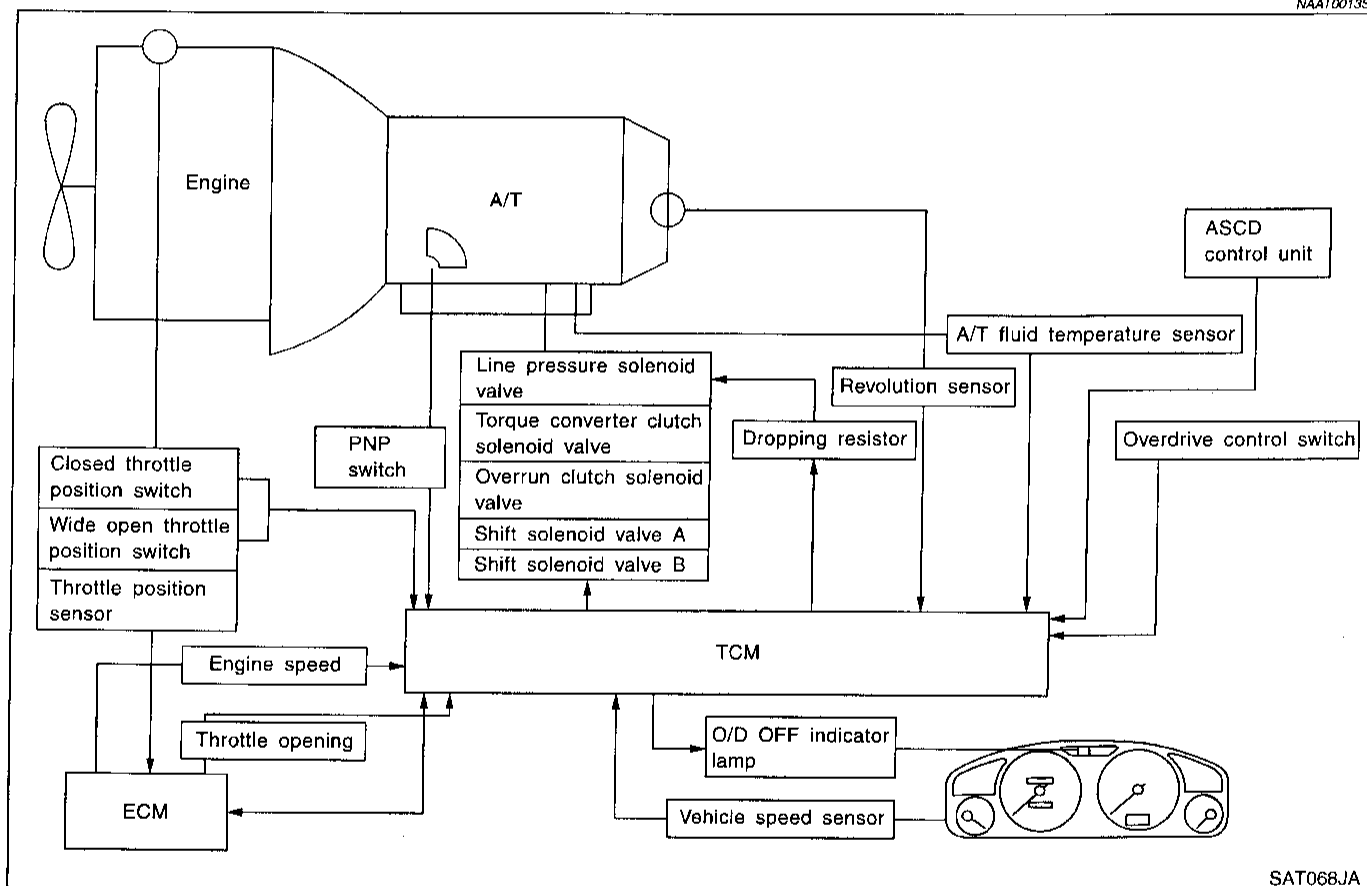 NAAT0013S
Engine
A/T
ASCD
control unit
A/T fluid temperature sensor
Line pressure solenoid
valve
Revolution sensor
Torque converter clutch
solenoid valve
Dropping resistor
Overdrive control switch
PNP
switch
Closed throttle
position switch
Overrun clutch solenoid
valve
Wide open throttle
position switch
Shift solenoid valve A
Shift solenoid valve B
Throttle position
sensor
TCM
Engine speed
Throttle opening
O/D OFF indicator
lamp
ECM
Vehicle speed sensor
SAT068JA